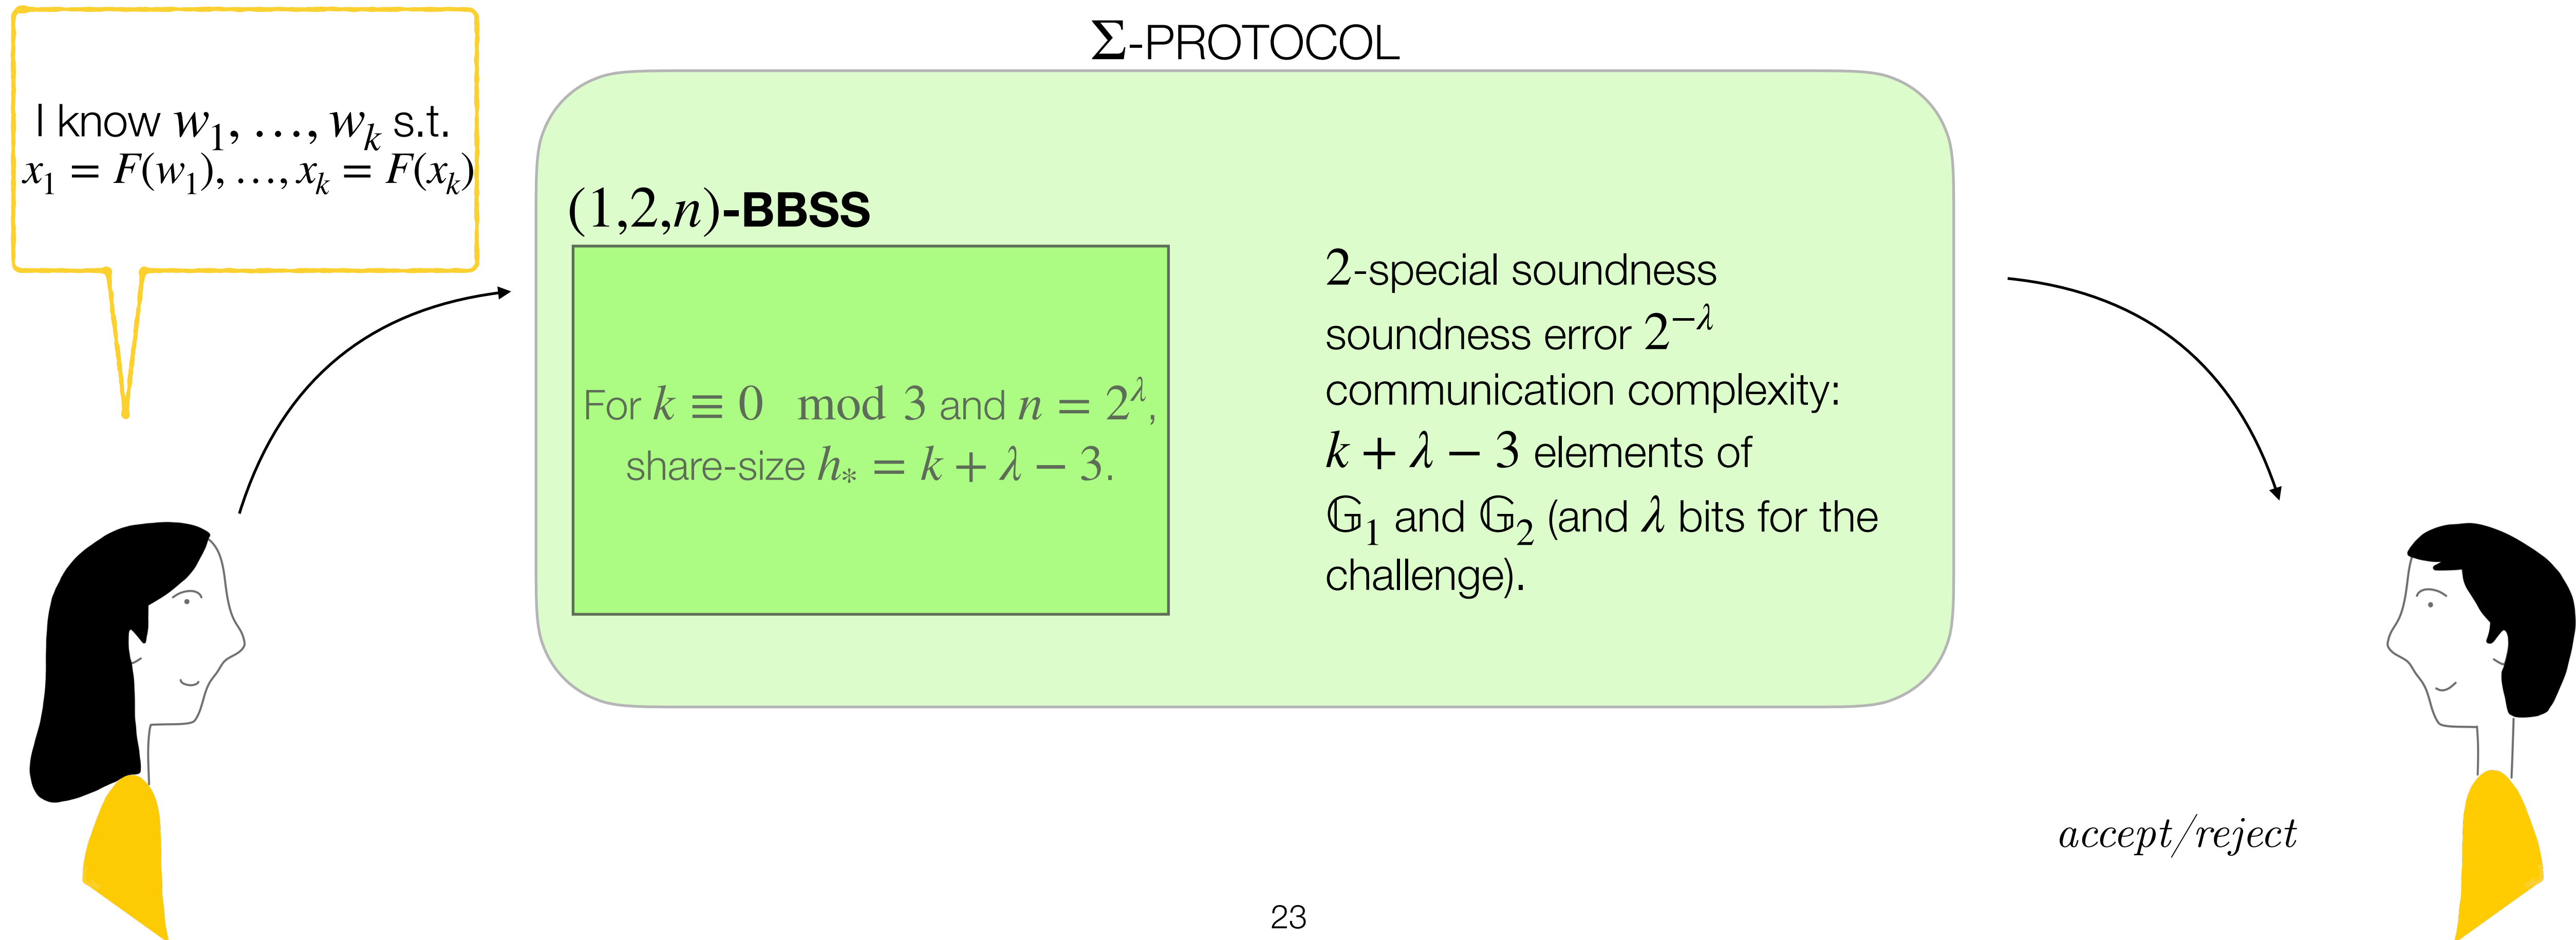 Σ-PROTOCOL
I know w₁, …, wₖ s.t.
x₁ = F(w₁), …, xₖ = F(xₖ)
(1,2,n)-BBSS
For k ≡ 0 mod 3 and n = 2^λ,
share-size h₍*₎ = k + λ − 3.
2-special soundness
soundness error 2^−λ
communication complexity:
k + λ − 3 elements of
𝔾₁ and 𝔾₂ (and λ bits for the
challenge).
accept/reject
23